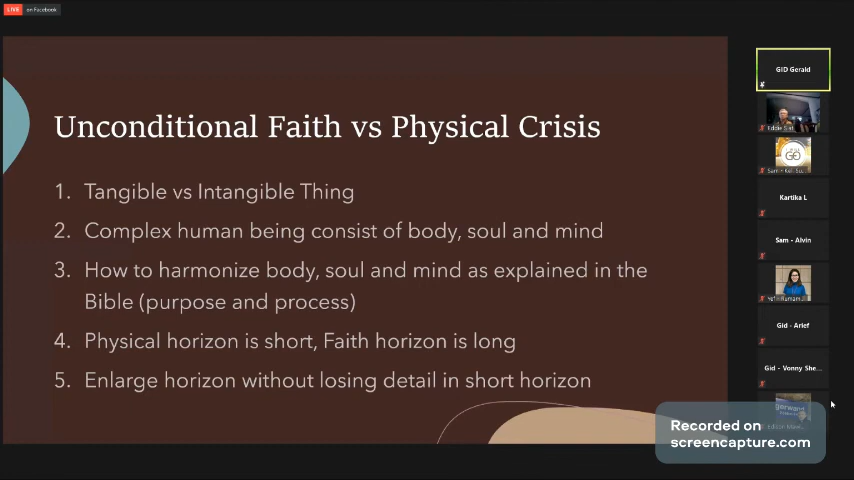 LIVE on Facebook
Unconditional Faith vs Physical Crisis
1. Tangible vs Intangible Thing
2. Complex human being consist of body, soul and mind
3. How to harmonize body, soul and mind as explained in the
Bible (purpose and process)
4. Physical horizon is short, Faith horizon is long
5. Enlarge horizon without losing detail in short horizon
GID Gerald
Eddie
Kartika L
Sam - Alvin
Gid - Arief
Gid - Vonny She...
Recorded on
screencapture.com